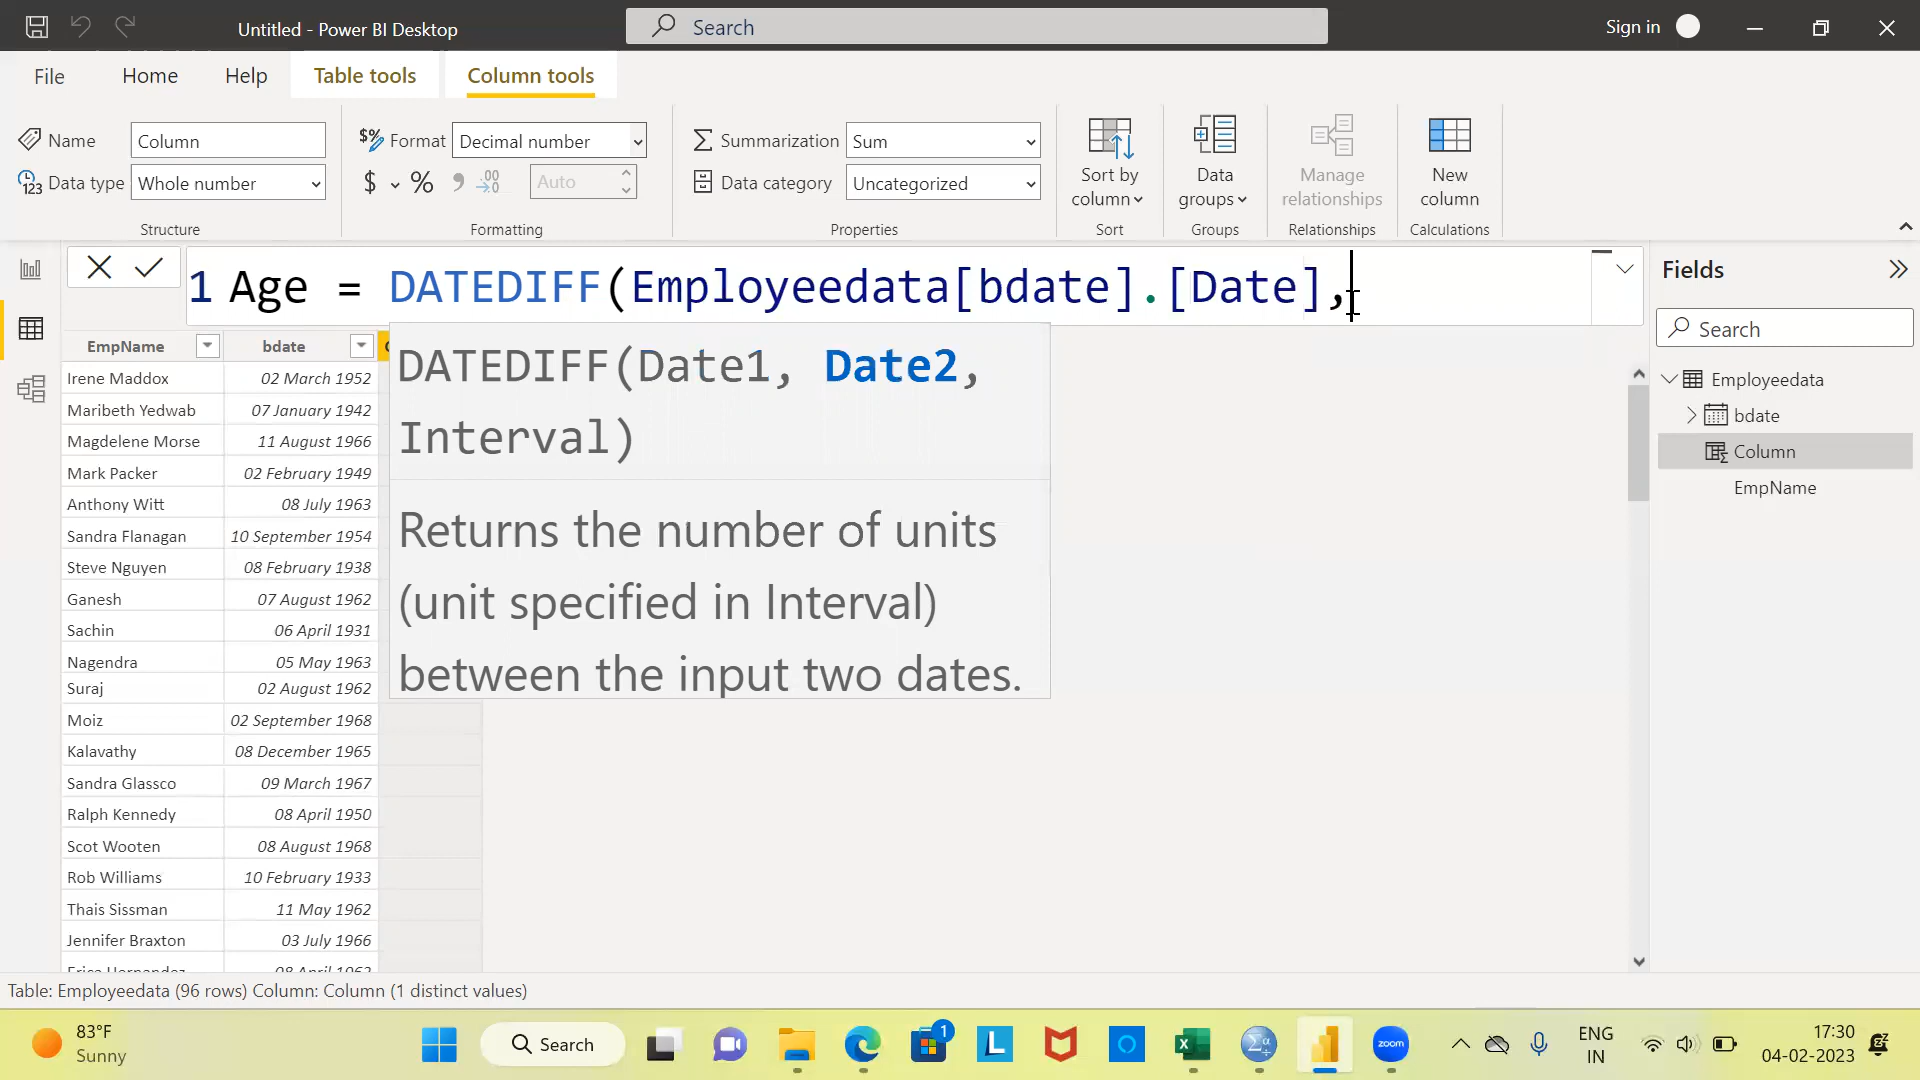 Untitled - Power BI Desktop
Search
Sign in
File
Home
Help
Table tools
Column tools
Name
Column
Format
Decimal number
Summarization
Sum
Data type
Whole number
$
%
Auto
Data category
Uncategorized
Sort by
column
Data
groups
Manage
relationships
New
column
Structure
Formatting
Properties
Sort
Groups
Relationships
Calculations
1 Age = DATEDIFF(Employeedata[bdate].[Date],
DATEDIFF(Date1, Date2,
Interval)
Returns the number of units
(unit specified in Interval)
between the input two dates.
EmpName bdate
Irene Maddox 02 March 1952
Maribeth Yedwab 07 January 1942
Magdelene Morse 11 August 1966
Mark Packer 02 February 1949
Anthony Witt 08 July 1963
Sandra Flanagan 10 September 1954
Steve Nguyen 08 February 1938
Ganesh 07 August 1962
Sachin 06 April 1931
Nagendra 05 May 1963
Suraj 02 August 1962
Moiz 02 September 1968
Kalavathy 08 December 1965
Sandra Glassco 09 March 1967
Ralph Kennedy 08 April 1950
Scot Wooten 08 August 1968
Rob Williams 10 February 1933
Thais Sissman 11 May 1962
Jennifer Braxton 03 July 1966
Fields
Search
Employeedata
bdate
Column
EmpName
Table: Employeedata (96 rows) Column: Column (1 distinct values)
83°F
Sunny
Search
1
L
zoom
ENG
IN
17:30
04-02-2023